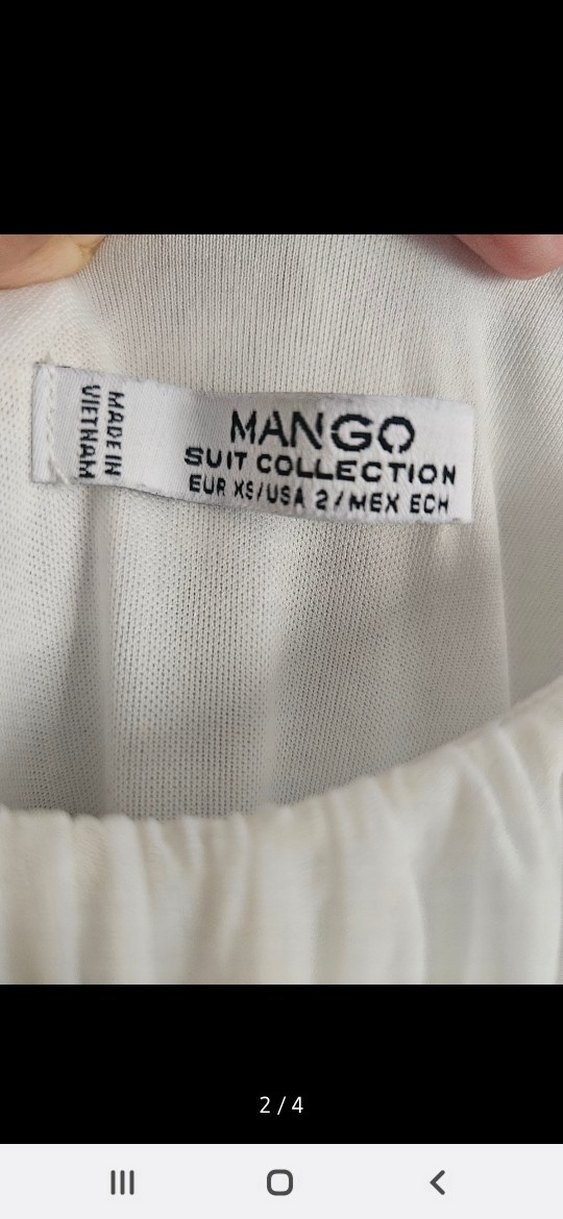 MADE IN
VIETNAM
MANGO
SUIT COLLECTION
EUR XS/USA 2/MEX ECH
2 / 4